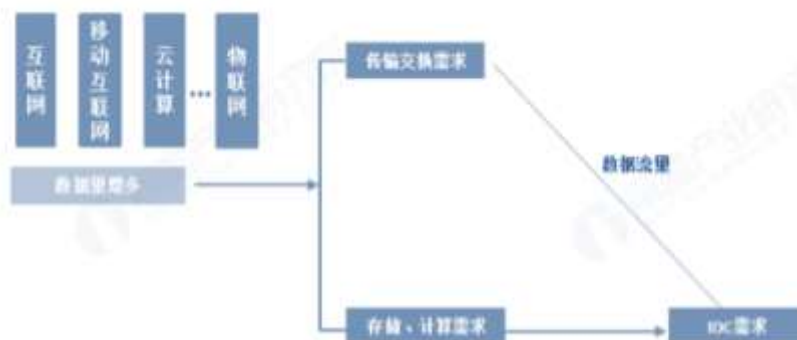 互联网
移动互联网
云计算
...
物联网
数据量增多
传输交换需求
数据流量
存储、计算需求
IDC需求